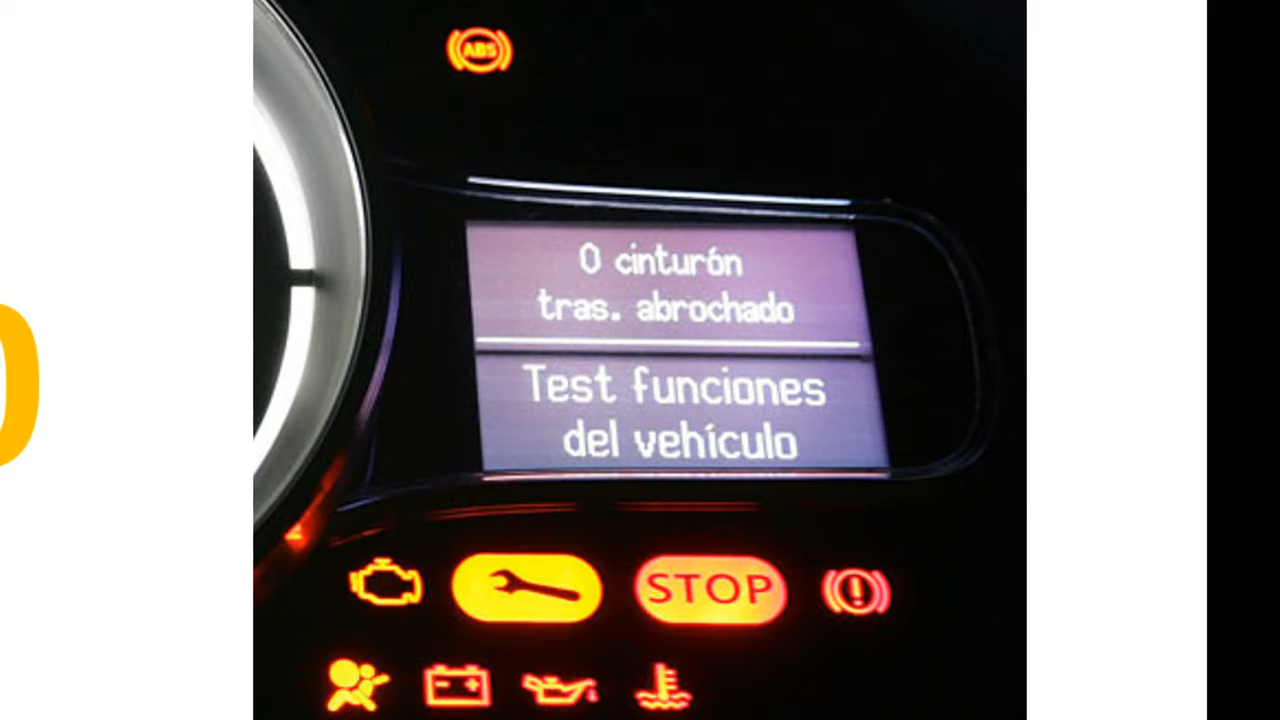 ABS
0 cinturón
tras. abrochado
Test funciones
del vehículo
STOP